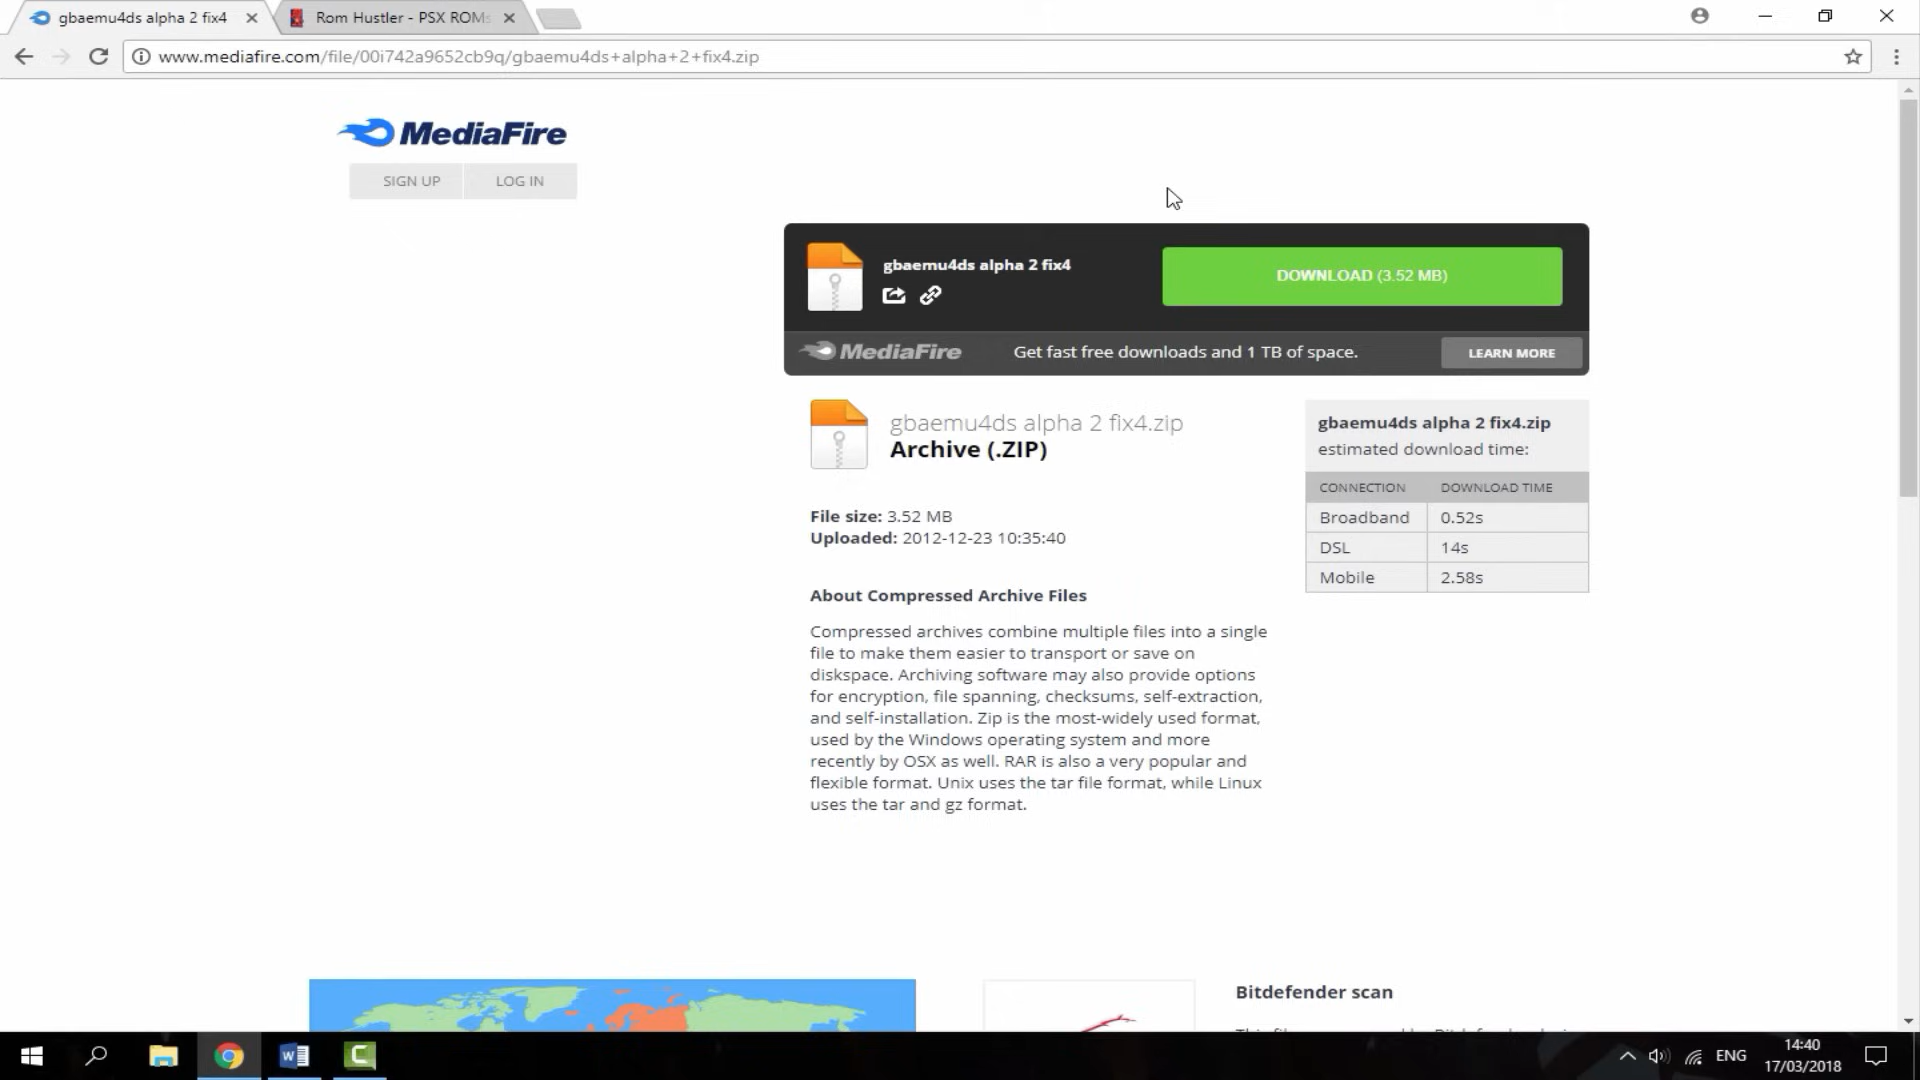 gbaemu4ds alpha 2 fix4
Rom Hustler - PSX ROMs
www.mediafire.com/file/00i742a9652cb9q/gbaemu4ds+alpha+2+fix4.zip
MediaFire
SIGN UP
LOG IN
gbaemu4ds alpha 2 fix4
DOWNLOAD (3.52 MB)
MediaFire
Get fast free downloads and 1 TB of space.
LEARN MORE
gbaemu4ds alpha 2 fix4.zip
Archive (.ZIP)
File size: 3.52 MB
Uploaded: 2012-12-23 10:35:40
gbaemu4ds alpha 2 fix4.zip
estimated download time:
CONNECTION DOWNLOAD TIME
Broadband 0.52s
DSL 14s
Mobile 2.58s
About Compressed Archive Files
Compressed archives combine multiple files into a single
file to make them easier to transport or save on
diskspace. Archiving software may also provide options
for encryption, file spanning, checksums, self-extraction,
and self-installation. Zip is the most-widely used format,
used by the Windows operating system and more
recently by OSX as well. RAR is also a very popular and
flexible format. Unix uses the tar file format, while Linux
uses the tar and gz format.
Bitdefender scan
ENG
14:40
17/03/2018